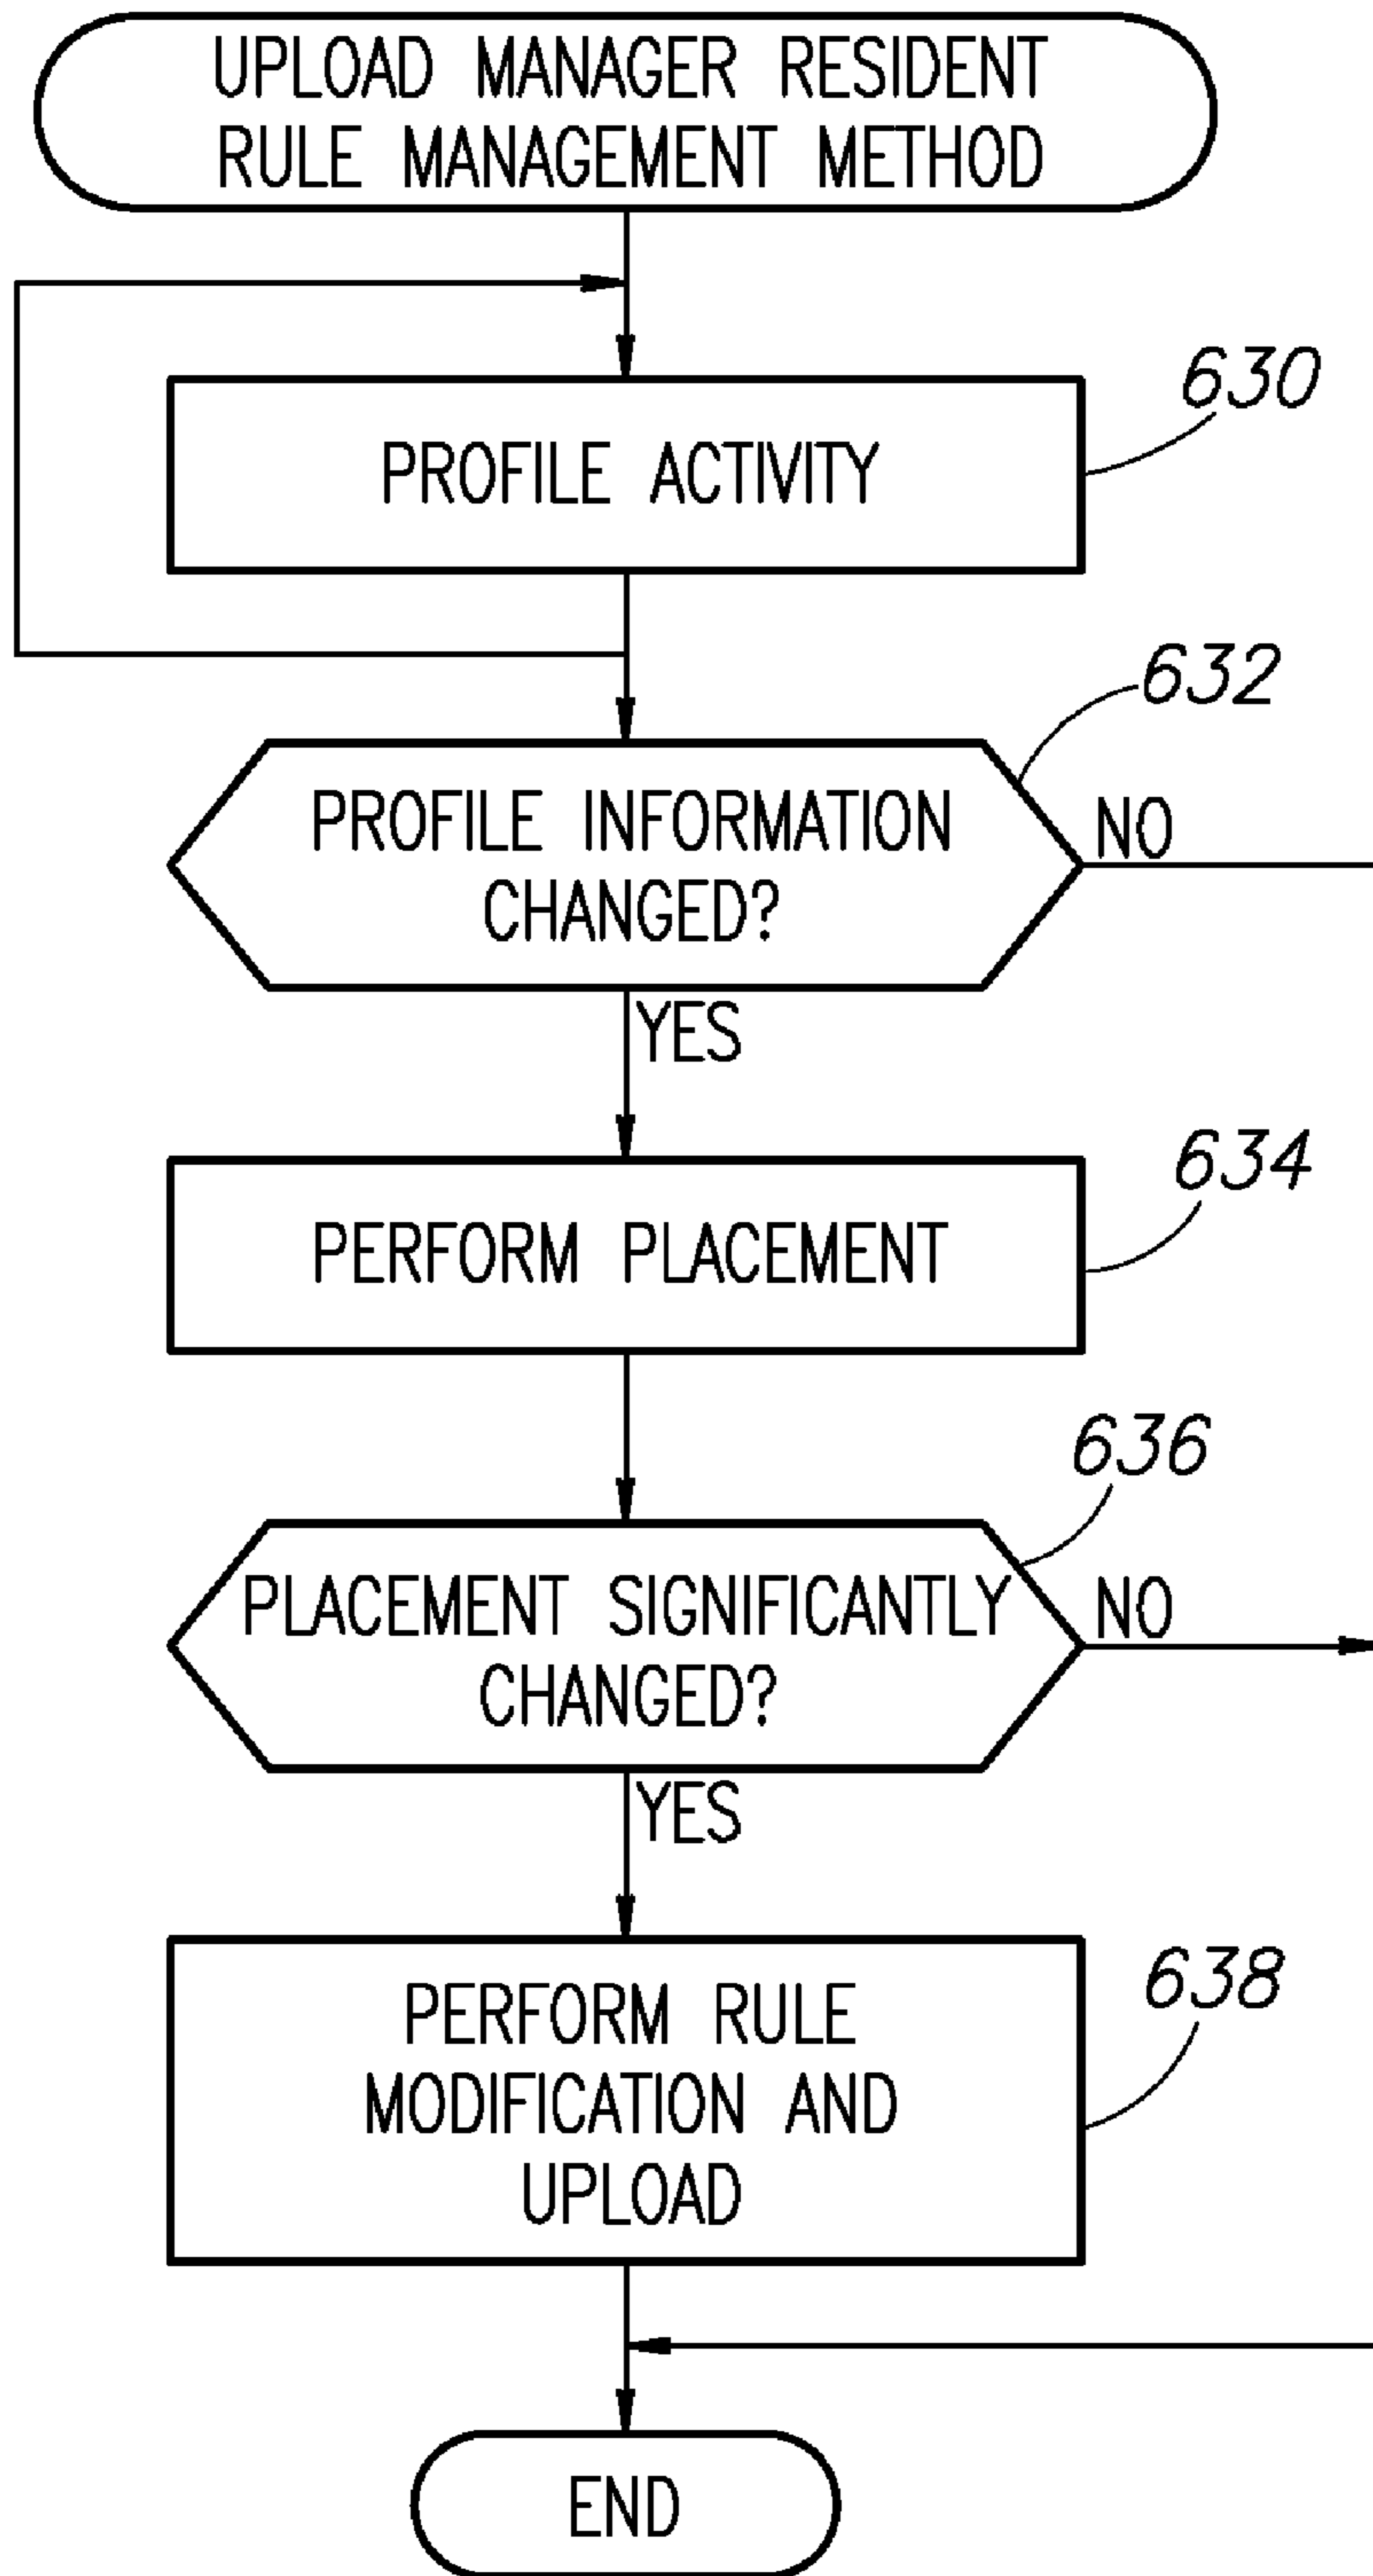 UPLOAD MANAGER RESIDENT
RULE MANAGEMENT METHOD
630
PROFILE ACTIVITY
632
PROFILE INFORMATION
CHANGED?
NO
YES
634
PERFORM PLACEMENT
636
PLACEMENT SIGNIFICANTLY
CHANGED?
NO
YES
638
PERFORM RULE
MODIFICATION AND
UPLOAD
END